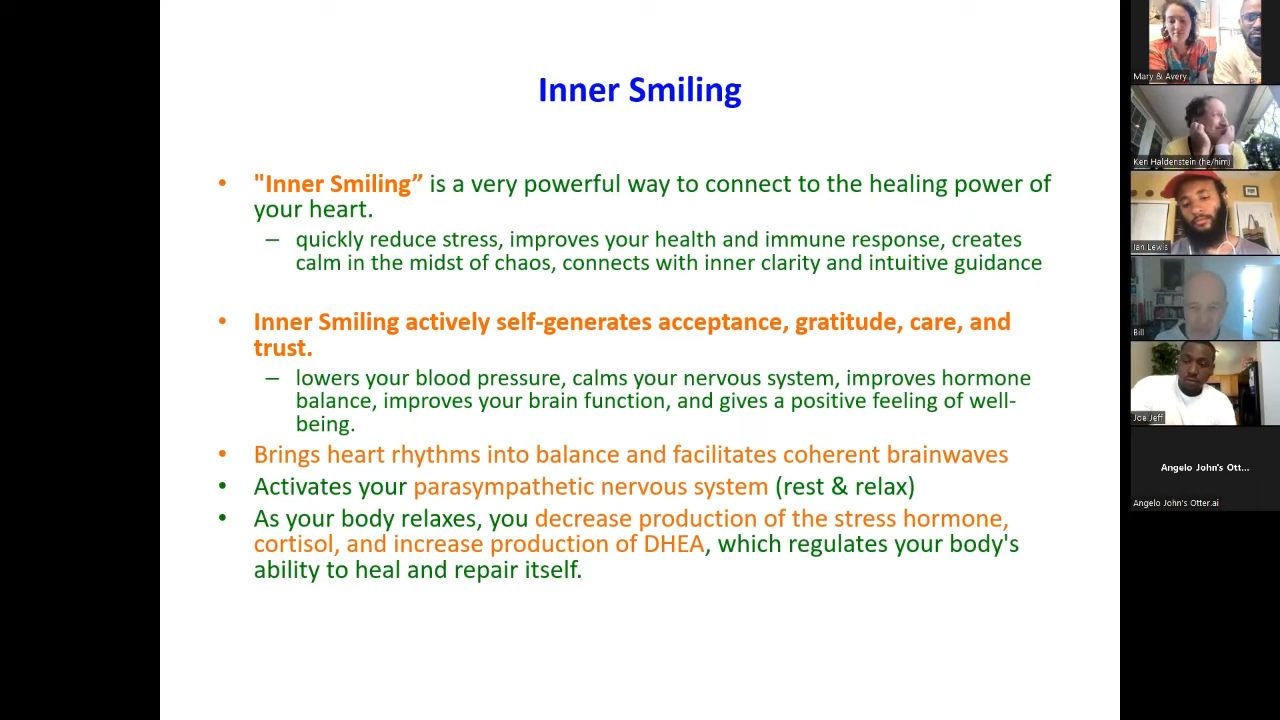 Inner Smiling
• "Inner Smiling” is a very powerful way to connect to the healing power of
your heart.
– quickly reduce stress, improves your health and immune response, creates
calm in the midst of chaos, connects with inner clarity and intuitive guidance
• Inner Smiling actively self-generates acceptance, gratitude, care, and
trust.
– lowers your blood pressure, calms your nervous system, improves hormone
balance, improves your brain function, and gives a positive feeling of well-
being.
• Brings heart rhythms into balance and facilitates coherent brainwaves
• Activates your parasympathetic nervous system (rest & relax)
• As your body relaxes, you decrease production of the stress hormone,
cortisol, and increase production of DHEA, which regulates your body's
ability to heal and repair itself.
Mary & Avery
Ken Haldenstein (he/him)
Ian Lewis
Bill
Joe Jeff
Angelo John's Ott...
Angelo John's Otter.ai